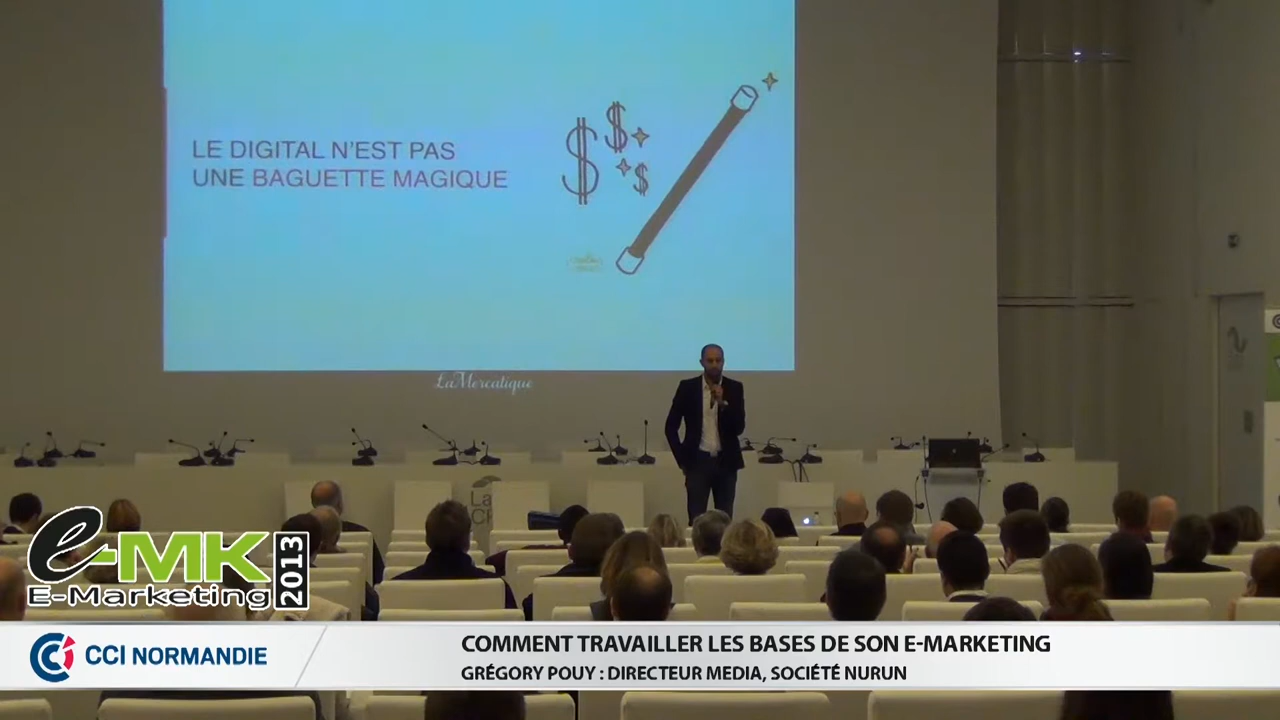 LE DIGITAL N'EST PAS
UNE BAGUETTE MAGIQUE
$ $ $
LaMercatique
La
e-MK
E-Marketing
2013
CCI NORMANDIE
COMMENT TRAVAILLER LES BASES DE SON E-MARKETING
GRÉGORY POUY : DIRECTEUR MEDIA, SOCIÉTÉ NURUN